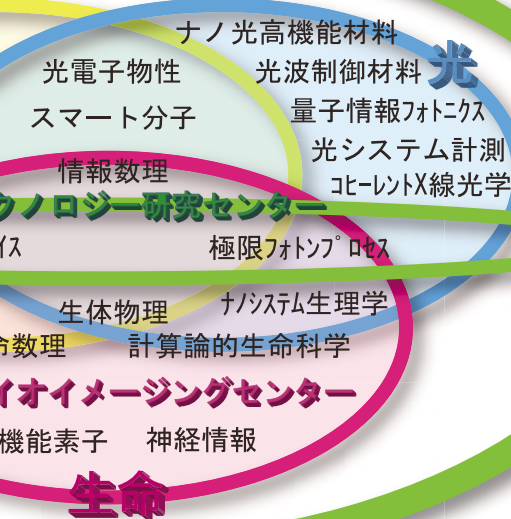 ナノ光高機能材料
光
光電子物性
光波制御材料
スマート分子
量子情報フォトニクス
光システム計測
情報数理
コヒーレントX線光学
クノロジー研究センター
イス
極限フォトンプロセス
生体物理
ナノシステム生理学
命数理
計算論的生命科学
イオイメージングセンター
機能素子
神経情報
生命